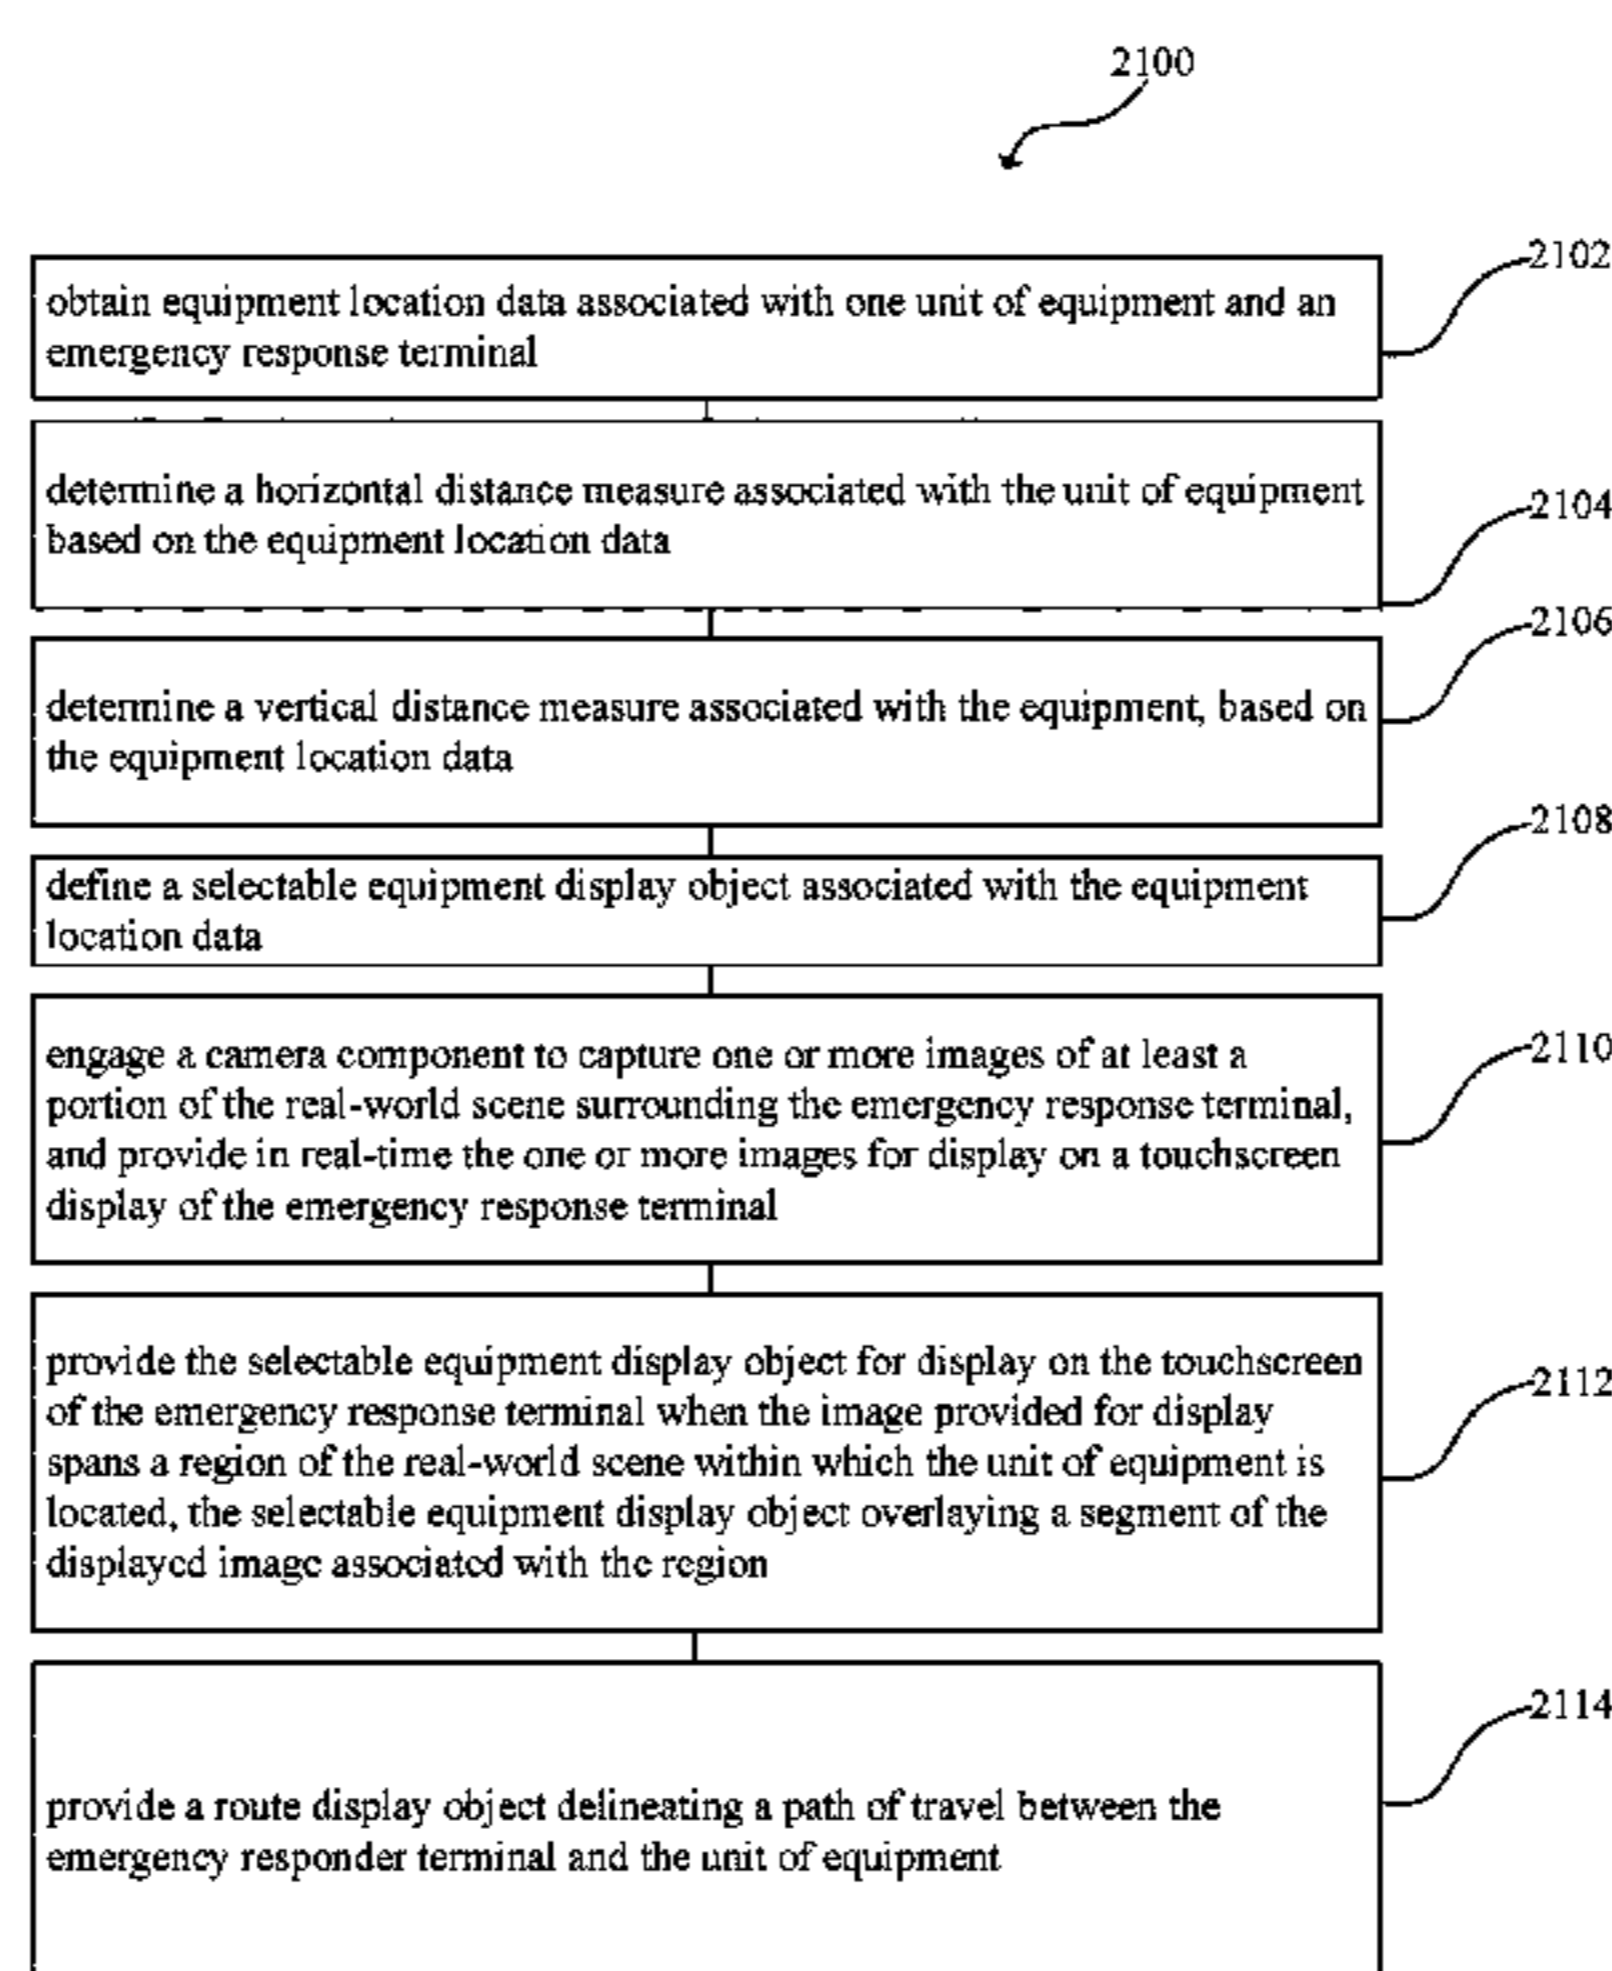 2100
2102
obtain equipment location data associated with one unit of equipment and an
emergency response terminal
2104
determine a horizontal distance measure associated with the unit of equipment
based on the equipment location data
2106
determine a vertical distance measure associated with the equipment, based on
the equipment location data
2108
define a selectable equipment display object associated with the equipment
location data
2110
engage a camera component to capture one or more images of at least a
portion of the real-world scene surrounding the emergency response terminal,
and provide in real-time the one or more images for display on a touchscreen
display of the emergency response terminal
2112
provide the selectable equipment display object for display on the touchscreen
of the emergency response terminal when the image provided for display
spans a region of the real-world scene within which the unit of equipment is
located, the selectable equipment display object overlaying a segment of the
displayed image associated with the region
2114
provide a route display object delineating a path of travel between the
emergency responder terminal and the unit of equipment